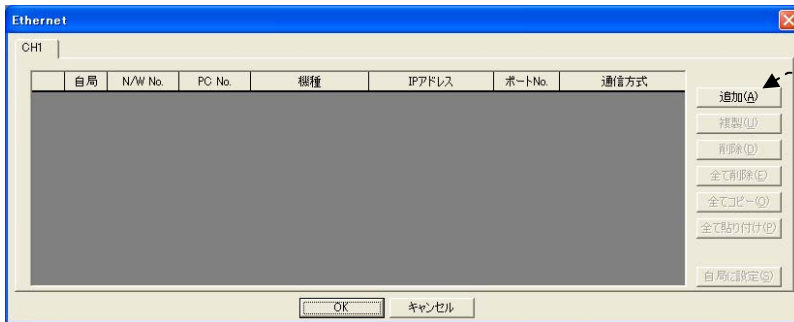 Ethernet
CH1
自局 N/W No. PC No. 機種 IPアドレス ポートNo. 通信方式
追加(A)
複製(U)
削除(D)
全て削除(E)
全てコピー(O)
全て貼り付け(P)
自局に設定(S)
OK キャンセル